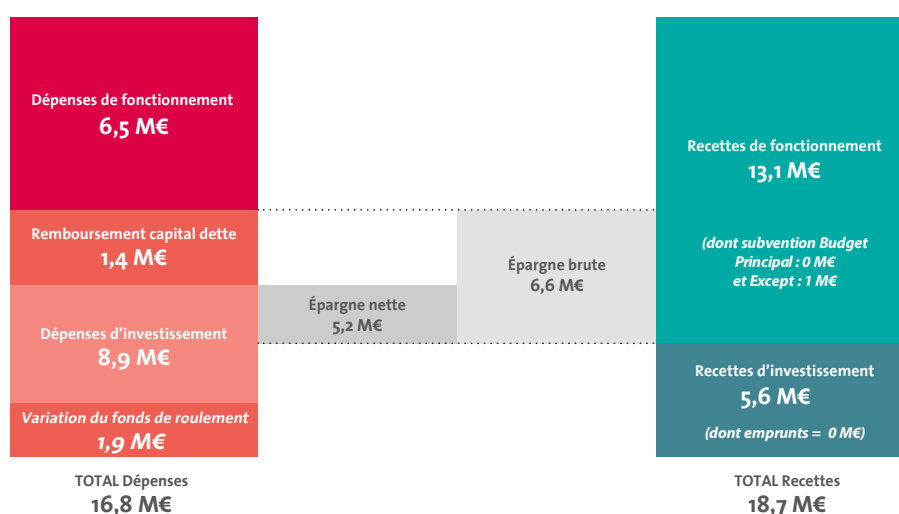 Dépenses de fonctionnement
6,5 M€
Remboursement capital dette
1,4 M€
Dépenses d'investissement
8,9 M€
Variation du fonds de roulement
1,9 M€
TOTAL Dépenses
16,8 M€
Épargne nette
5,2 M€
Épargne brute
6,6 M€
Recettes de fonctionnement
13,1 M€
(dont subvention Budget
Principal : 0 M€
et Except : 1 M€
Recettes d'investissement
5,6 M€
(dont emprunts = 0 M€)
TOTAL Recettes
18,7 M€